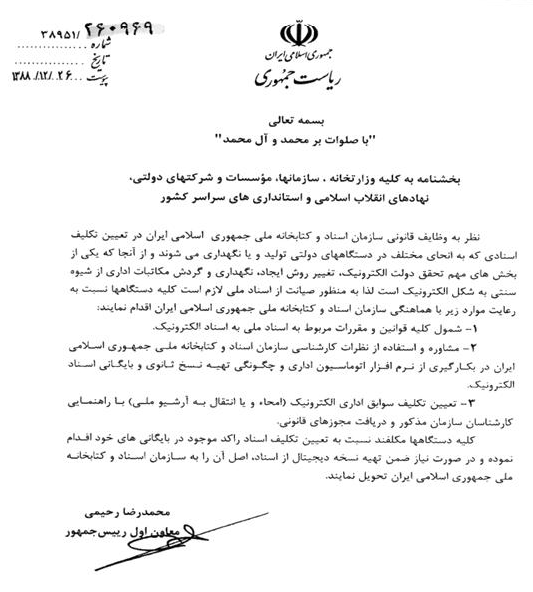 ۳۸۹۵۱/۲۶۰۹۶۹
شماره
تاریخ
پیوست ۱۳۸۸/۱۲/۲۶
جمهوری اسلامی ایران
ریاست جمهوری
بسمه تعالی
"با صلوات بر محمد و آل محمد"
بخشنامه به کلیه وزارتخانه ، سازمانها، مؤسسات و شرکتهای دولتی،
نهادهای انقلاب اسلامی و استانداری های سراسر کشور
نظر به وظایف قانونی سازمان اسناد و کتابخانه ملی جمهوری اسلامی ایران در تعیین تکلیف
اسنادی که به انحای مختلف در دستگاههای دولتی تولید و یا نگهداری می شوند و از آنجا که یکی از
بخش های مهم تحقق دولت الکترونیک، تغییر روش ایجاد، نگهداری و گردش مکاتبات اداری از شیوه
سنتی به شکل الکترونیک است لذا به منظور صیانت از اسناد ملی لازم است کلیه دستگاهها نسبت به
رعایت موارد زیر با هماهنگی سازمان اسناد و کتابخانه ملی جمهوری اسلامی ایران اقدام نمایند:
۱- شمول کلیه قوانین و مقررات مربوط به اسناد ملی به اسناد الکترونیک.
۲- مشاوره و استفاده از نظرات کارشناسی سازمان اسناد و کتابخانه ملی جمهوری اسلامی
ایران در بکارگیری از نرم افزار اتوماسیون اداری و چگونگی تهیه نسخ ثانوی و بایگانی اسناد
الکترونیک.
۳- تعیین تکلیف سوابق اداری الکترونیک (امحاء و یا انتقال به آرشیو ملی) با راهنمایی
کارشناسان سازمان مذکور و دریافت مجوزهای قانونی.
کلیه دستگاهها مکلفند نسبت به تعیین تکلیف اسناد راکد موجود در بایگانی های خود اقدام
نموده و در صورت نیاز ضمن تهیه نسخه دیجیتال از اسناد، اصل آن را به سازمان اسناد و کتابخانه
ملی جمهوری اسلامی ایران تحویل نمایند.
محمدرضا رحیمی
معاون اول رییس جمهور